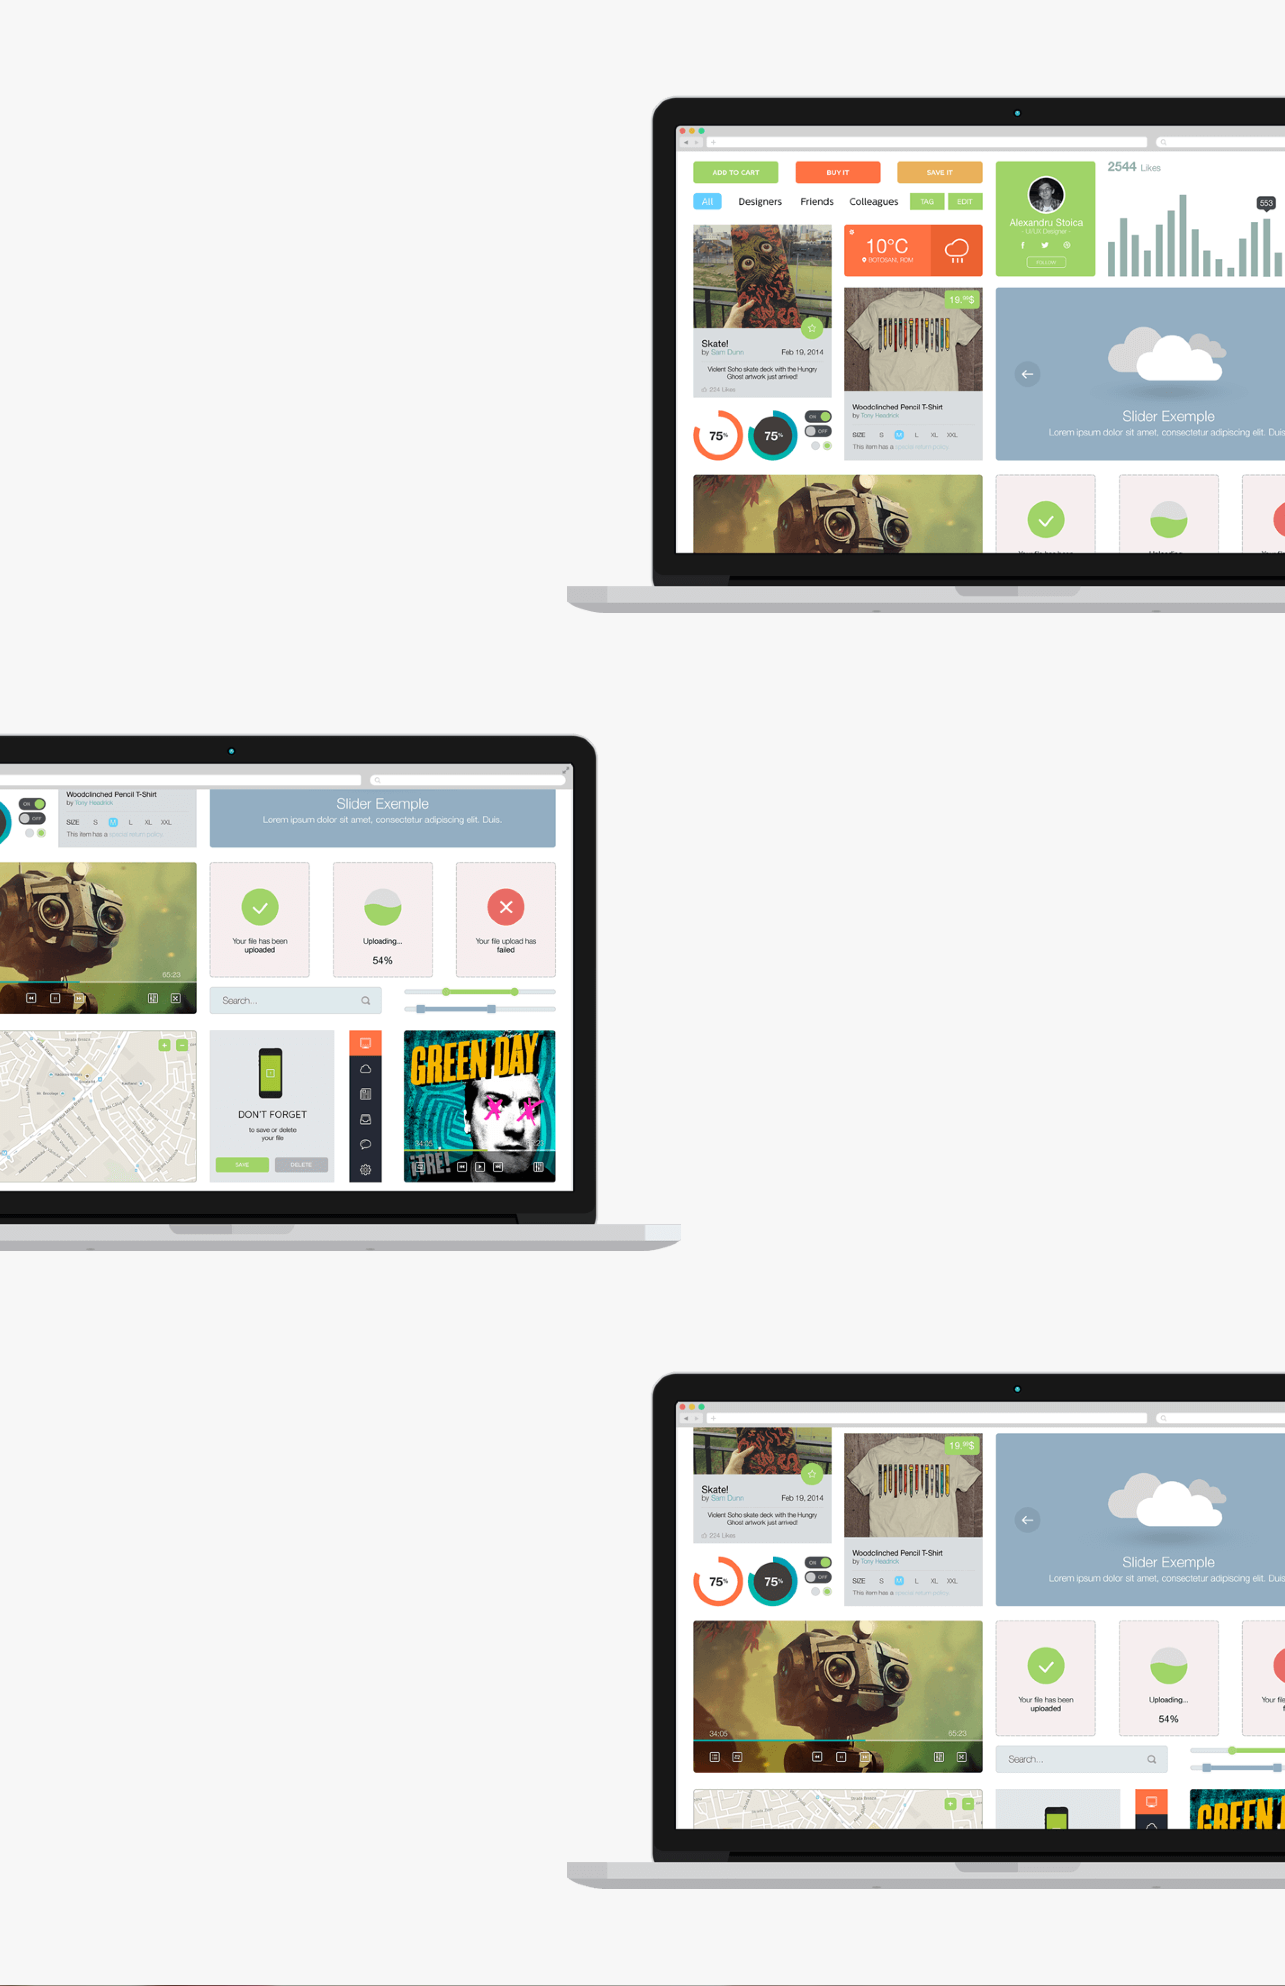 ADD TO CART
BUY IT
SAVE IT
All
Designers
Friends
Colleagues
TAG
EDIT
10°C
BOTOSANI, ROM
Alexandru Stoica
UI/UX Designer
FOLLOW
2544 Likes
553
Skate!
by Sam Dunn
Feb 19, 2014
Violent Soho skate deck with the Hungry
Ghost artwork just arrived!
224 Likes
19.99$
Woodclinched Pencil T-Shirt
by Tony Headrick
SIZE S M L XL XXL
This item has a special return policy
75%
75%
ON
OFF
Slider Exemple
Lorem ipsum dolor sit amet, consectetur adipiscing elit. Duis
Woodclinched Pencil T-Shirt
by Tony Headrick
SIZE S M L XL XXL
This item has a special return policy
ON
OFF
Slider Exemple
Lorem ipsum dolor sit amet, consectetur adipiscing elit. Duis.
Your file has been
uploaded
Uploading...
54%
Your file upload has
failed
65:23
Search...
DON'T FORGET
to save or delete
your file
SAVE
DELETE
GREEN DAY
34:05
¡TRE!
Skate!
by Sam Dunn
Feb 19, 2014
Violent Soho skate deck with the Hungry
Ghost artwork just arrived!
224 Likes
19.99$
Woodclinched Pencil T-Shirt
by Tony Headrick
SIZE S M L XL XXL
This item has a special return policy
75%
75%
ON
OFF
Slider Exemple
Lorem ipsum dolor sit amet, consectetur adipiscing elit. Duis
34:05
65:23
Your file has been
uploaded
Uploading...
54%
Your file
Search...
GREEN DAY